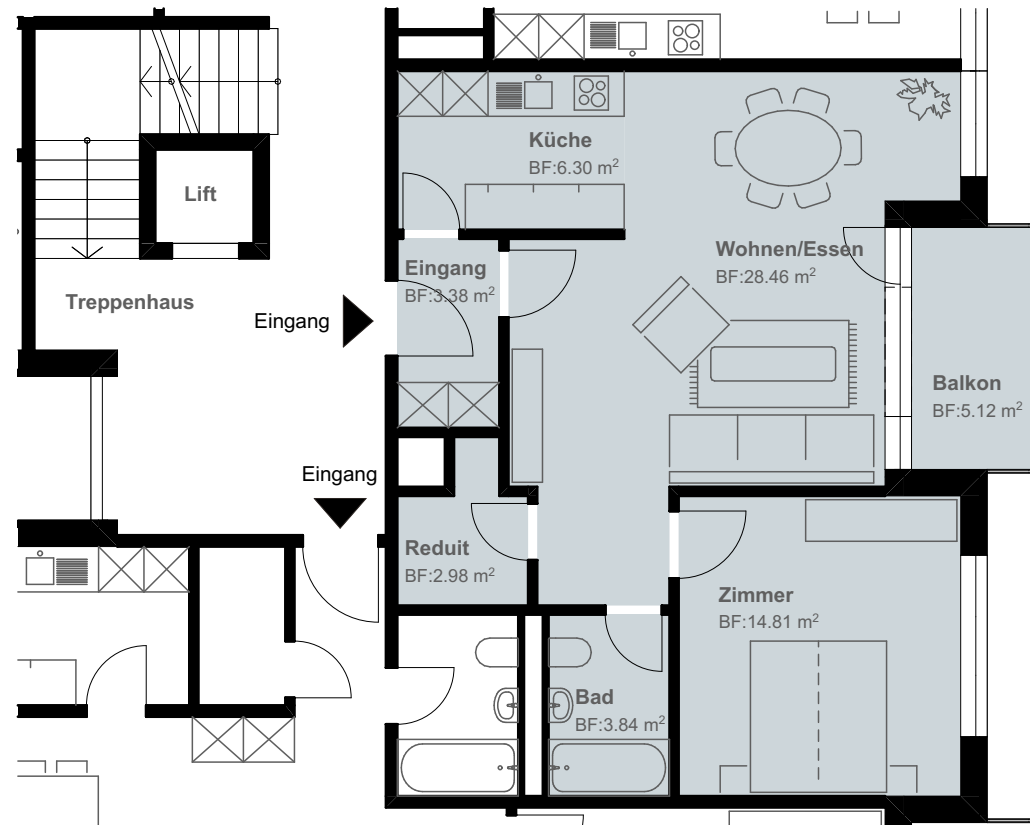 Küche
BF:6.30 m²
Lift
Wohnen/Essen
BF:28.46 m²
Eingang
BF:3.38 m²
Treppenhaus
Eingang
Balkon
BF:5.12 m²
Eingang
Reduit
BF:2.98 m²
Zimmer
BF:14.81 m²
Bad
BF:3.84 m²